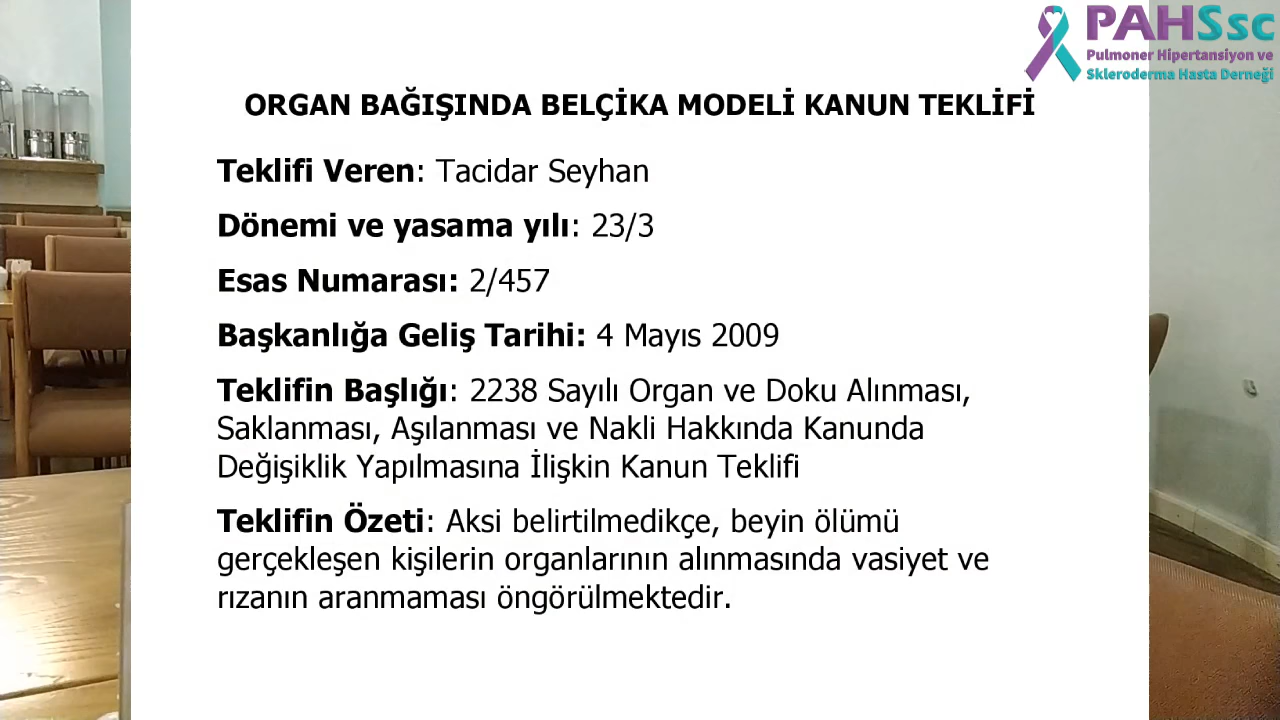 PAHSsc
Pulmoner Hipertansiyon ve
Skleroderma Hasta Derneği
ORGAN BAĞIŞINDA BELÇİKA MODELİ KANUN TEKLİFİ
Teklifi Veren: Tacidar Seyhan
Dönemi ve yasama yılı: 23/3
Esas Numarası: 2/457
Başkanlığa Geliş Tarihi: 4 Mayıs 2009
Teklifin Başlığı: 2238 Sayılı Organ ve Doku Alınması,
Saklanması, Aşılanması ve Nakli Hakkında Kanunda
Değişiklik Yapılmasına İlişkin Kanun Teklifi
Teklifin Özeti: Aksi belirtilmedikçe, beyin ölümü
gerçekleşen kişilerin organlarının alınmasında vasiyet ve
rızanın aranmaması öngörülmektedir.